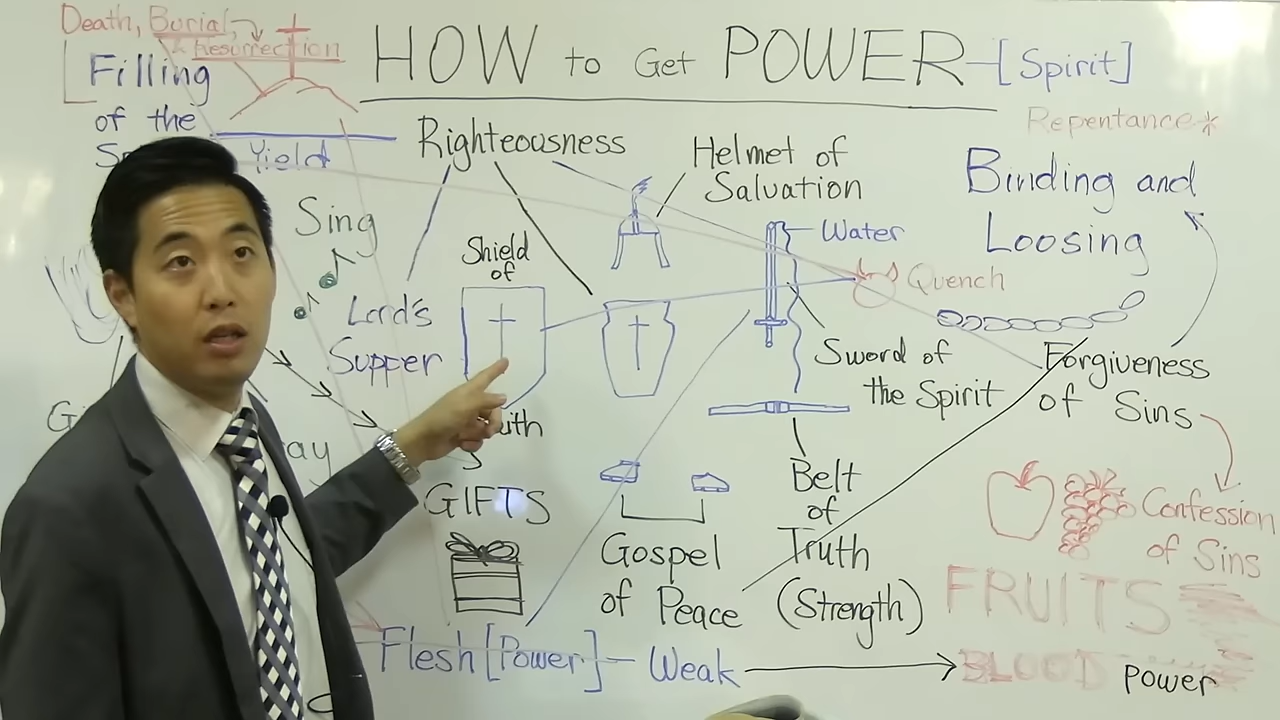 Death, Burial,
& Resurrection
HOW to Get POWER-[Spirit]
Filling
of the
Yield
Repentance*
Righteousness
Helmet of
Salvation
Binding and
Loosing
Sing
Water
Shield
of
Quench
Lord's
Supper
Sword of
the Spirit
Forgiveness
of Sins
GIFTS
Belt
of
Truth
(Strength)
Gospel
of Peace
Confession
of Sins
FRUITS
Flesh [Power] - Weak
BLOOD Power